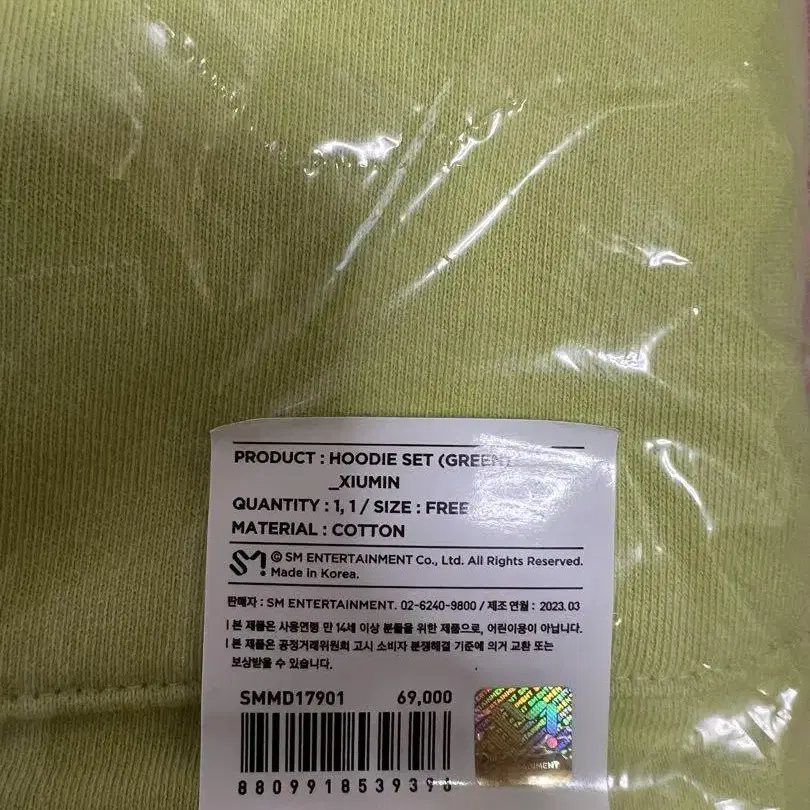 PRODUCT : HOODIE SET (GREEN)
_XIUMIN
QUANTITY : 1, 1 / SIZE : FREE
MATERIAL : COTTON
SM! © SM ENTERTAINMENT Co., Ltd. All Rights Reserved.
Made in Korea.
판매자 : SM ENTERTAINMENT. 02-6240-9800 / 제조 연월 : 2023. 03
| 본 제품은 사용연령 만 14세 이상 분들을 위한 제품으로, 어린이용이 아닙니다.
| 본 제품은 공정거래위원회 고시 소비자 분쟁해결 기준에 의거 교환 또는
보상받을 수 있습니다.
SMMD17901 69,000
880991853939